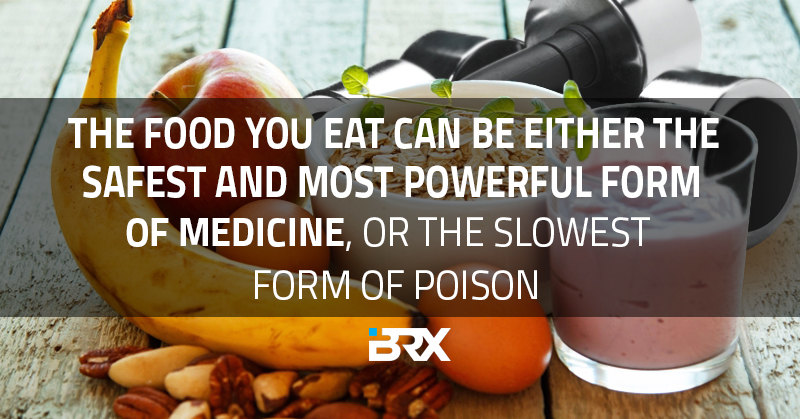 THE FOOD YOU EAT CAN BE EITHER THE
SAFEST AND MOST POWERFUL FORM
OF MEDICINE, OR THE SLOWEST
FORM OF POISON
BRX